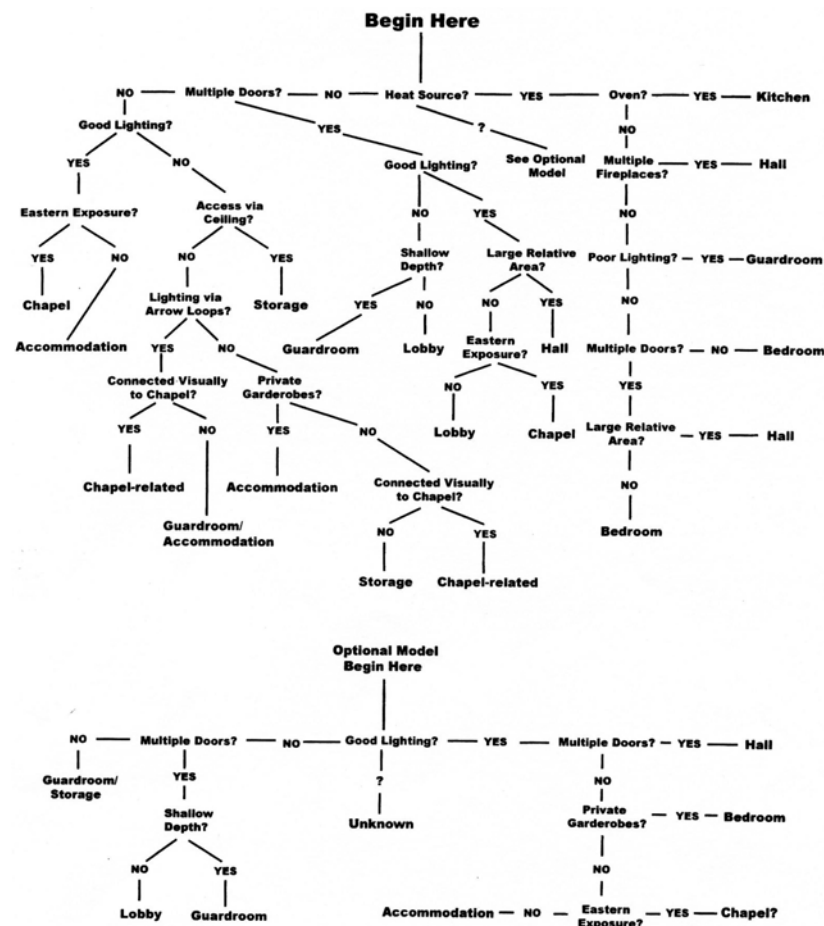 Begin Here
NO Multiple Doors? NO Heat Source? YES Oven? YES Kitchen
Good Lighting? YES ? NO
Good Lighting? See Optional Model Multiple Fireplaces? YES Hall
YES NO
Eastern Exposure? Access via Ceiling? NO YES NO
YES NO NO YES Shallow Depth? Large Relative Area? Poor Lighting? YES Guardroom
Chapel Lighting via Arrow Loops? Storage YES NO NO YES NO
Accommodation YES NO Guardroom Lobby Eastern Exposure? Hall Multiple Doors? NO Bedroom
Connected Visually to Chapel? Private Garderobes? NO YES YES
YES NO YES NO Lobby Chapel Large Relative Area? YES Hall
Chapel-related Accommodation Connected Visually to Chapel? NO
Guardroom/ Accommodation NO YES Bedroom
Storage Chapel-related
Optional Model
Begin Here
NO Multiple Doors? NO Good Lighting? YES Multiple Doors? YES Hall
Guardroom/ Storage YES ? NO
Shallow Depth? Unknown Private Garderobes? YES Bedroom
NO YES NO
Lobby Guardroom Accommodation NO Eastern Exposure? YES Chapel?